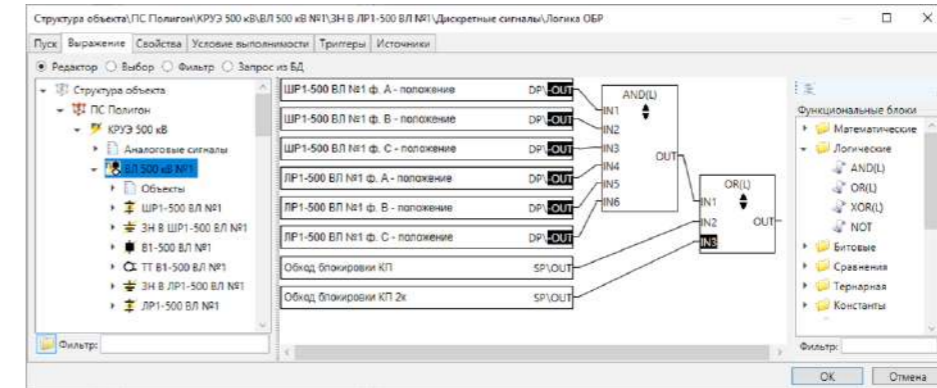 Структура объекта\ПС Полигон\КРУЭ 500 кВ\ВЛ 500 кВ №1\ЗН В ЛР1-500 ВЛ №1\Дискретные сигналы\Логика ОБР
Пуск Выражение Свойства Условие выполнимости Триггеры Источники
Редактор Выбор Фильтр Запрос из БД
Структура объекта
ПС Полигон
КРУЭ 500 кВ
Аналоговые сигналы
ВЛ 500 кВ №1
Объекты
ШР1-500 ВЛ №1
ЗН В ШР1-500 ВЛ №1
В1-500 ВЛ №1
ТТ В1-500 ВЛ №1
ЗН В ЛР1-500 ВЛ №1
ЛР1-500 ВЛ №1
Фильтр:
ШР1-500 ВЛ №1 ф. A - положение DP\-OUT
ШР1-500 ВЛ №1 ф. B - положение DP\-OUT
ШР1-500 ВЛ №1 ф. C - положение DP\-OUT
ЛР1-500 ВЛ №1 ф. A - положение DP\-OUT
ЛР1-500 ВЛ №1 ф. B - положение DP\-OUT
ЛР1-500 ВЛ №1 ф. C - положение DP\-OUT
Обход блокировки КП SP\OUT
Обход блокировки КП 2к SP\OUT
AND(L)
IN1
IN2
IN3
OUT
IN4
IN5
IN6
OR(L)
IN1
IN2 OUT
IN3
Функциональные блоки
Математические
Логические
AND(L)
OR(L)
XOR(L)
NOT
Битовые
Сравнения
Тернарная
Константы
Фильтр:
OK Отмена